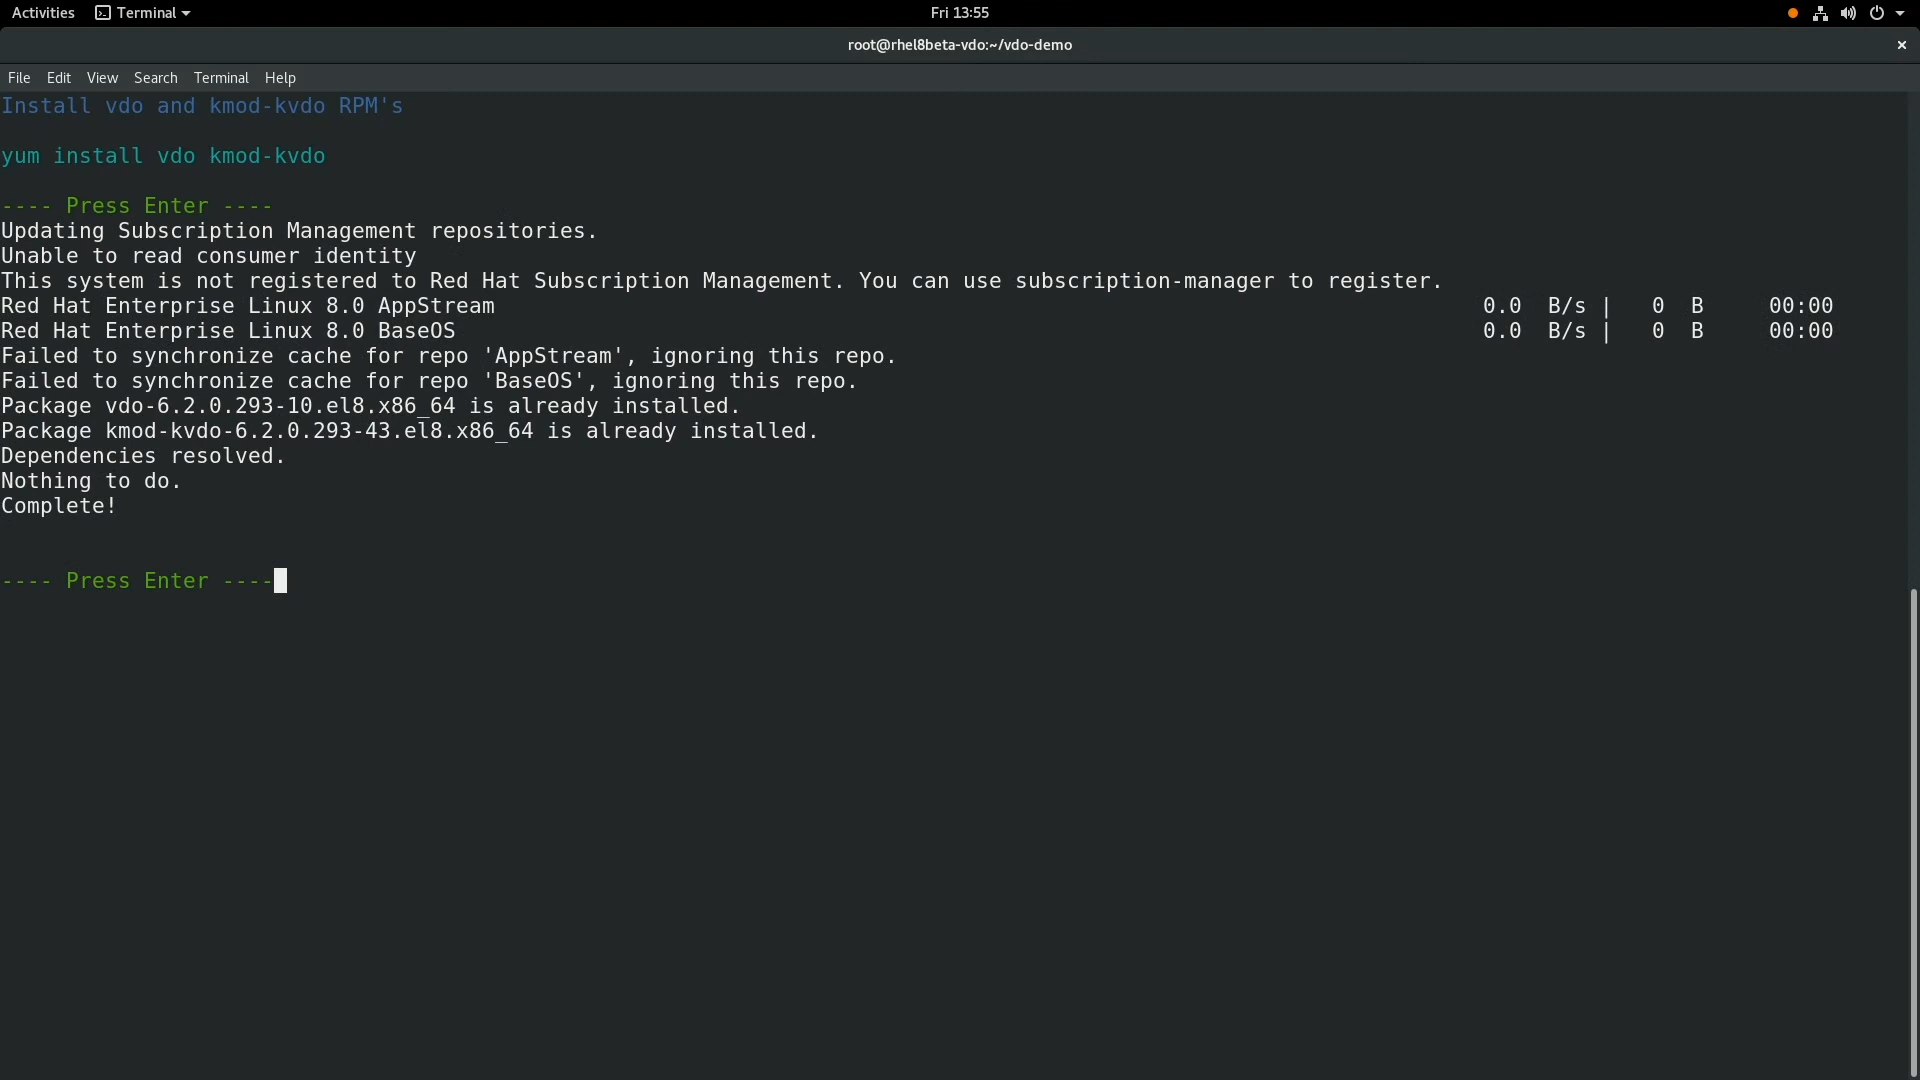 Activities Terminal Fri 13:55
root@rhel8beta-vdo:~/vdo-demo
File Edit View Search Terminal Help
Install vdo and kmod-kvdo RPM's
yum install vdo kmod-kvdo
---- Press Enter ----
Updating Subscription Management repositories.
Unable to read consumer identity
This system is not registered to Red Hat Subscription Management. You can use subscription-manager to register.
Red Hat Enterprise Linux 8.0 AppStream 0.0 B/s | 0 B 00:00
Red Hat Enterprise Linux 8.0 BaseOS 0.0 B/s | 0 B 00:00
Failed to synchronize cache for repo 'AppStream', ignoring this repo.
Failed to synchronize cache for repo 'BaseOS', ignoring this repo.
Package vdo-6.2.0.293-10.el8.x86_64 is already installed.
Package kmod-kvdo-6.2.0.293-43.el8.x86_64 is already installed.
Dependencies resolved.
Nothing to do.
Complete!
---- Press Enter ----